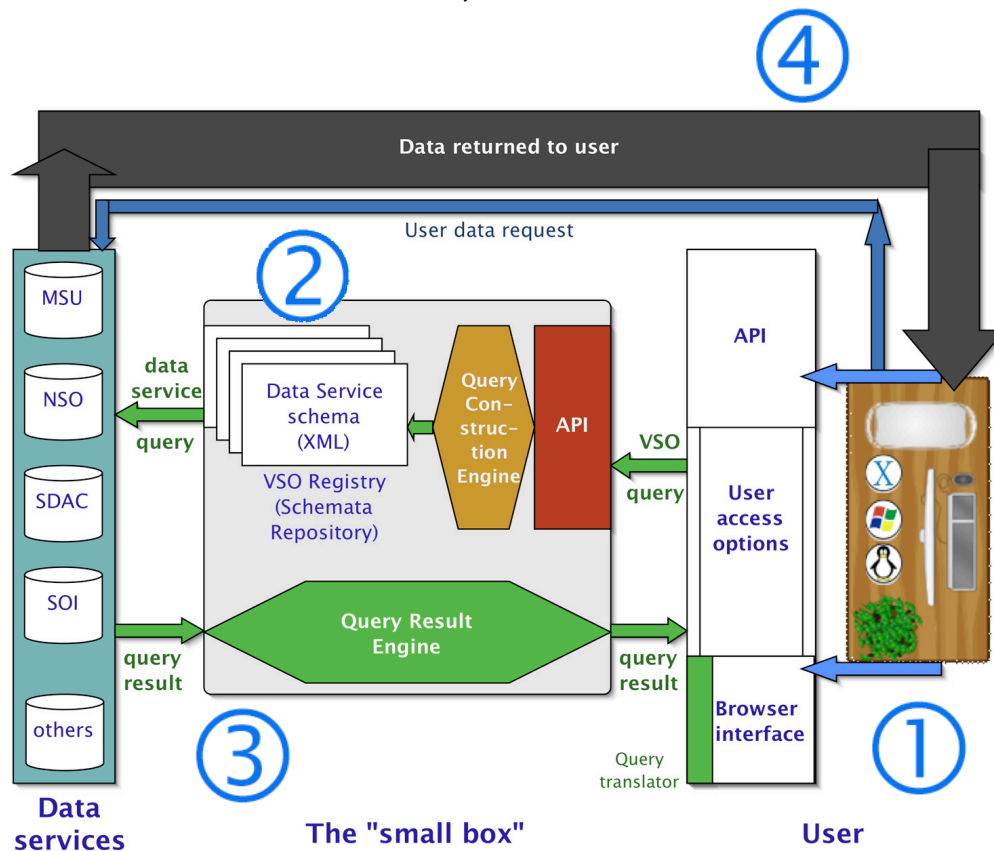 4
Data returned to user
User data request
2
MSU
NSO
SDAC
SOI
others
data
service
query
Data Service
schema
(XML)
VSO Registry
(Schemata
Repository)
Query
Con-
struc-
tion
Engine
API
VSO
query
API
User
access
options
Browser
interface
X
query
result
Query Result
Engine
query
result
3
Query
translator
1
Data
services
The "small box"
User